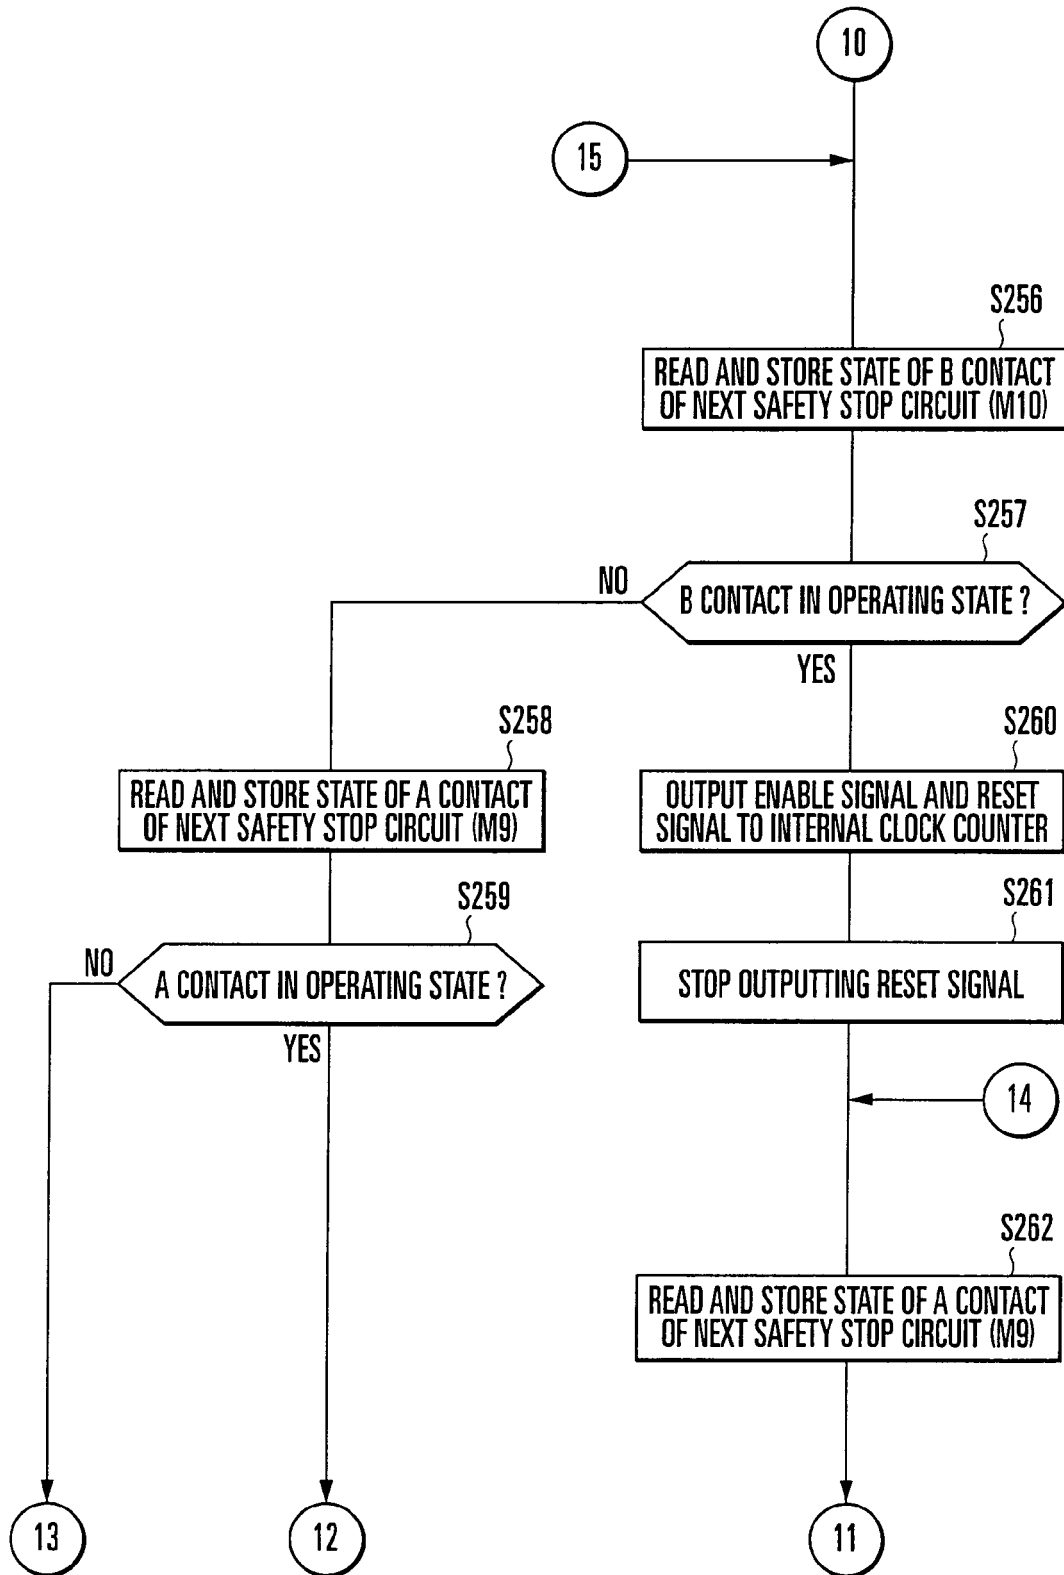 10
15
S256
READ AND STORE STATE OF B CONTACT
OF NEXT SAFETY STOP CIRCUIT (M10)
S257
NO
B CONTACT IN OPERATING STATE ?
YES
S258
READ AND STORE STATE OF A CONTACT
OF NEXT SAFETY STOP CIRCUIT (M9)
S260
OUTPUT ENABLE SIGNAL AND RESET
SIGNAL TO INTERNAL CLOCK COUNTER
S259
NO
A CONTACT IN OPERATING STATE ?
YES
S261
STOP OUTPUTTING RESET SIGNAL
14
S262
READ AND STORE STATE OF A CONTACT
OF NEXT SAFETY STOP CIRCUIT (M9)
13
12
11